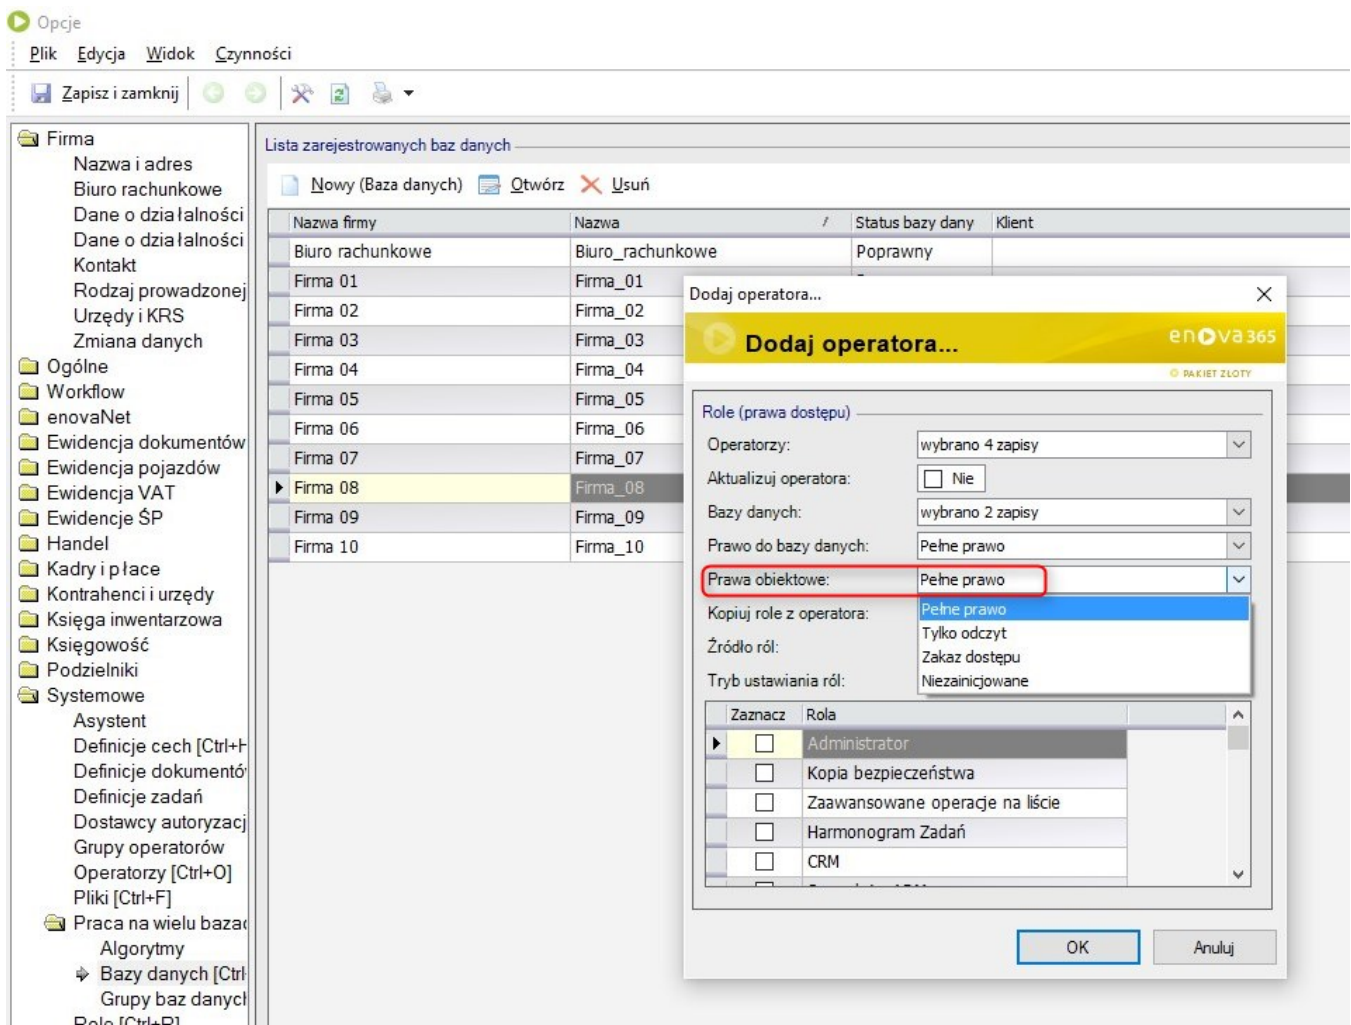 Opcje
Plik Edycja Widok Czynności
Zapisz i zamknij
Firma
Nazwa i adres
Biuro rachunkowe
Dane o działalności
Dane o działalności
Kontakt
Rodzaj prowadzonej
Urzędy i KRS
Zmiana danych
Ogólne
Workflow
enovaNet
Ewidencja dokumentów
Ewidencja pojazdów
Ewidencja VAT
Ewidencje ŚP
Handel
Kadry i płace
Kontrahenci i urzędy
Księga inwentarzowa
Księgowość
Podzielniki
Systemowe
Asystent
Definicje cech [Ctrl+H
Definicje dokumentó
Definicje zadań
Dostawcy autoryzacj
Grupy operatorów
Operatorzy [Ctrl+O]
Pliki [Ctrl+F]
Praca na wielu bazac
Algorytmy
Bazy danych [Ctrl
Grupy baz danych
Role [Ctrl+R]
Lista zarejestrowanych baz danych
Nowy (Baza danych) Otwórz Usuń
Nazwa firmy Nazwa / Status bazy dany Klient
Biuro rachunkowe Biuro_rachunkowe Poprawny
Firma 01 Firma_01
Firma 02 Firma_02
Firma 03 Firma_03
Firma 04 Firma_04
Firma 05 Firma_05
Firma 06 Firma_06
Firma 07 Firma_07
Firma 08 Firma_08
Firma 09 Firma_09
Firma 10 Firma_10
Dodaj operatora...
Dodaj operatora... enova365
PAKIET ZŁOTY
Role (prawa dostępu)
Operatorzy: wybrano 4 zapisy
Aktualizuj operatora: Nie
Bazy danych: wybrano 2 zapisy
Prawo do bazy danych: Pełne prawo
Prawa obiektowe: Pełne prawo
Kopiuj role z operatora: Pełne prawo
Tylko odczyt
Źródło ról: Zakaz dostępu
Tryb ustawiania ról: Niezainicjowane
Zaznacz Rola
Administrator
Kopia bezpieczeństwa
Zaawansowane operacje na liście
Harmonogram Zadań
CRM
OK Anuluj